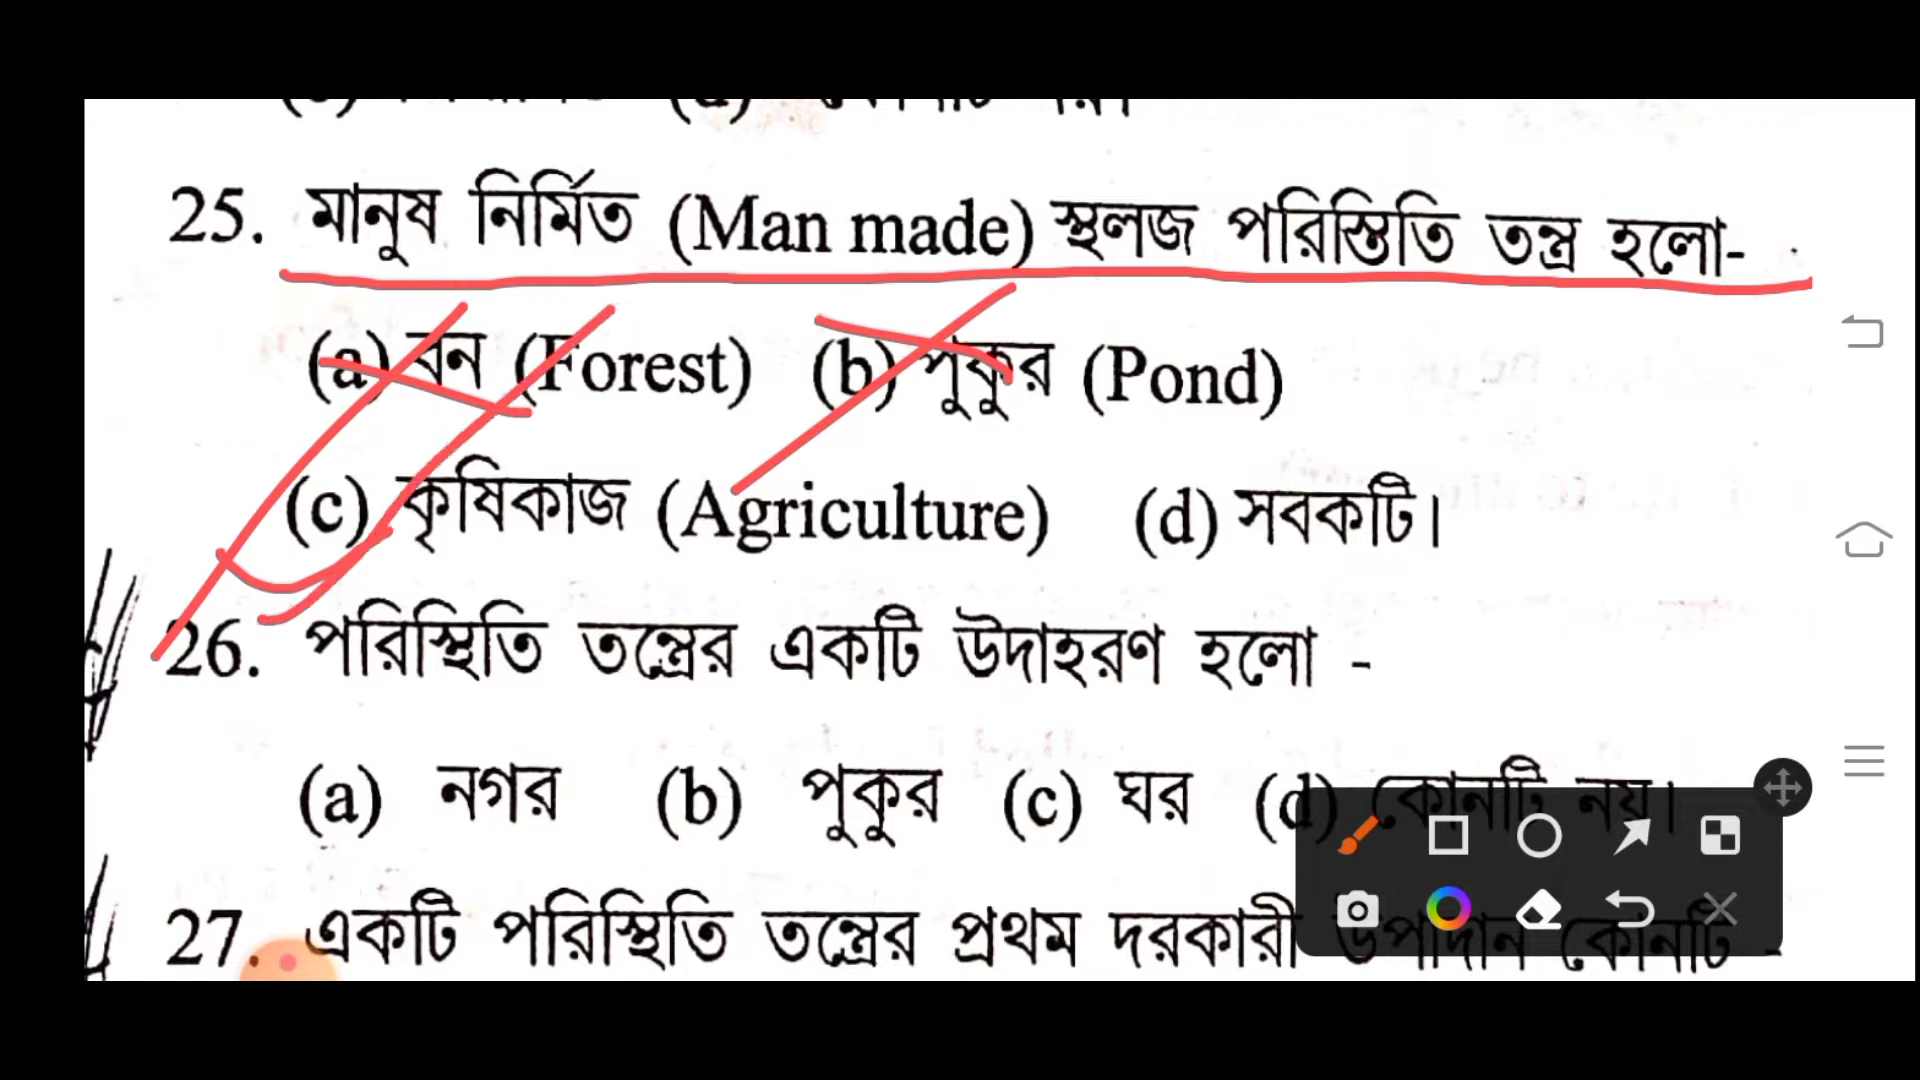 25. মানুষ নির্মিত (Man made) স্থলজ পরিস্তিতি তন্ত্র হলো-
(a) বন (Forest) (b) পুকুর (Pond)
(c) কৃষিকাজ (Agriculture) (d) সবকটি।
26. পরিস্থিতি তন্ত্রের একটি উদাহরণ হলো -
(a) নগর (b) পুকুর (c) ঘর (d) কোনটি নয়।
27. একটি পরিস্থিতি তন্ত্রের প্রথম দরকারী উপাদান কোনটি -